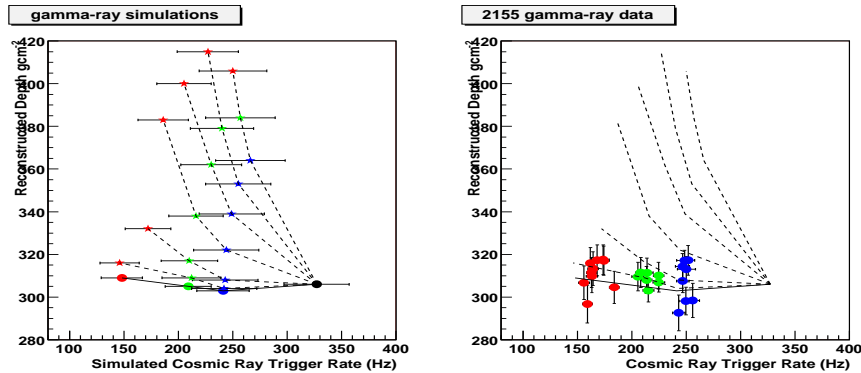 gamma-ray simulations
Reconstructed Depth gcm⁻²
420
400
380
360
340
320
300
280
100 150 200 250 300 350 400
Simulated Cosmic Ray Trigger Rate (Hz)
2155 gamma-ray data
Reconstructed Depth gcm⁻²
420
400
380
360
340
320
300
280
100 150 200 250 300 350 400
Cosmic Ray Trigger Rate (Hz)